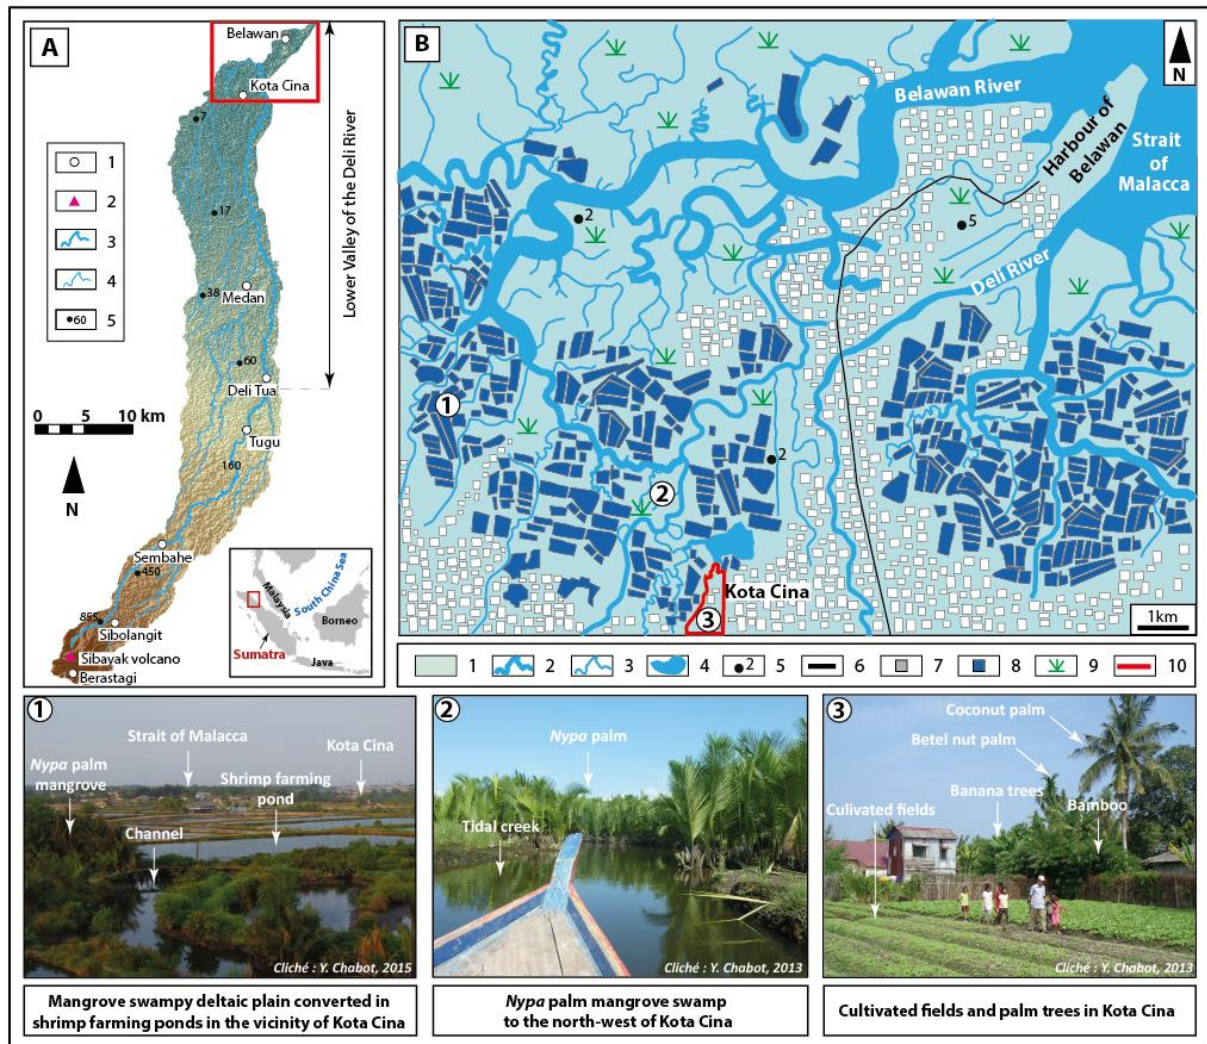 A
Belawan
Kota Cina
7
1
2
3
4
60
5
17
Medan
38
60
Deli Tua
Lower Valley of the Deli River
0 5 10 km
N
Tugu
160
Sembahe
450
855
Sibolangit
Sibayak volcano
Berastagi
Malaysia
South China Sea
Borneo
Sumatra
Java
B
N
Belawan River
Harbour of
Belawan
Strait
of
Malacca
2
5
Deli River
1
2
2
Kota Cina
3
1km
1 2 3 4 2 5 6 7 8 9 10
1
Strait of Malacca
Kota Cina
Nypa palm
mangrove
Shrimp farming
pond
Channel
Cliché : Y. Chabot, 2015
Mangrove swampy deltaic plain converted in
shrimp farming ponds in the vicinity of Kota Cina
2
Nypa palm
Tidal creek
Cliché : Y. Chabot, 2013
Nypa palm mangrove swamp
to the north-west of Kota Cina
3
Coconut palm
Betel nut palm
Banana trees
Bamboo
Culivated fields
Cliché : Y. Chabot, 2013
Cultivated fields and palm trees in Kota Cina